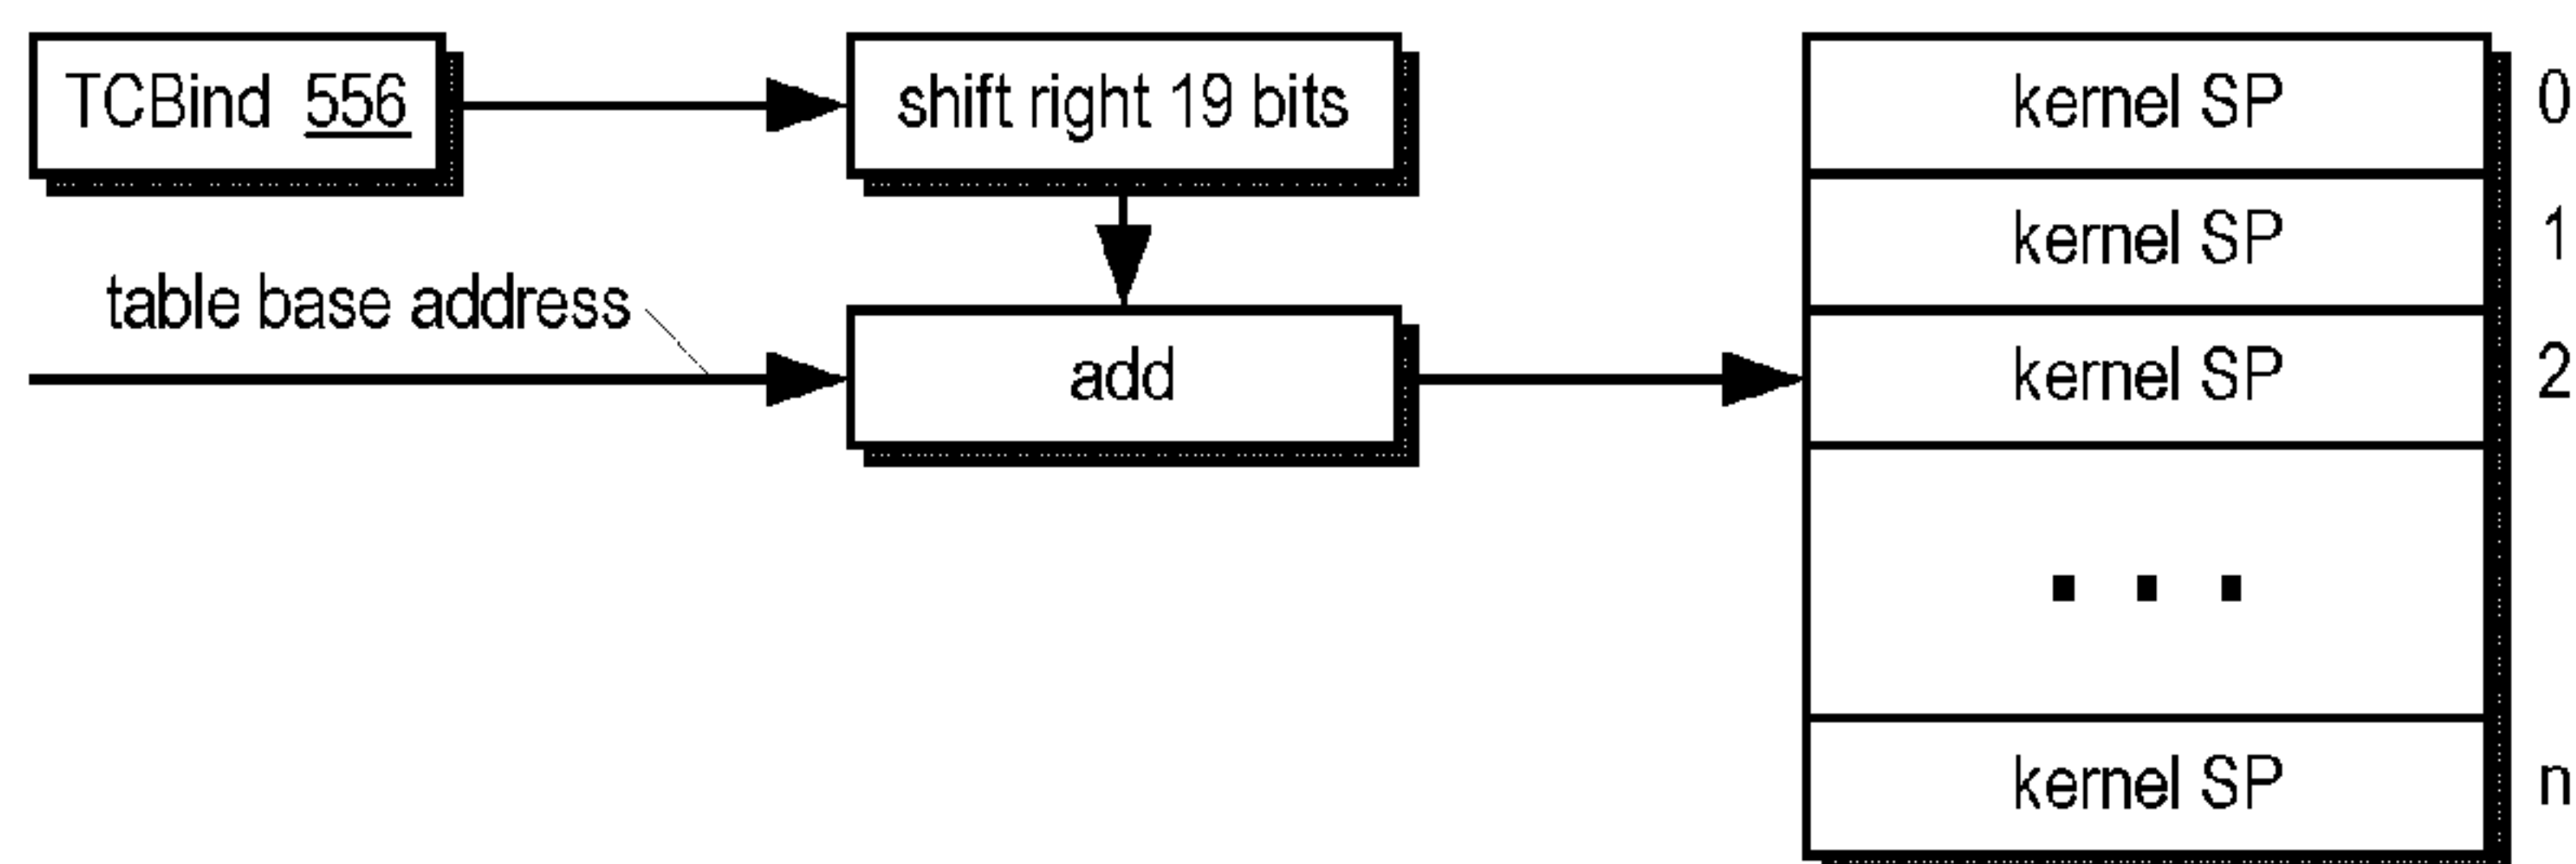 TCBind 556
shift right 19 bits
table base address
add
kernel SP 0
kernel SP 1
kernel SP 2
. . .
kernel SP n